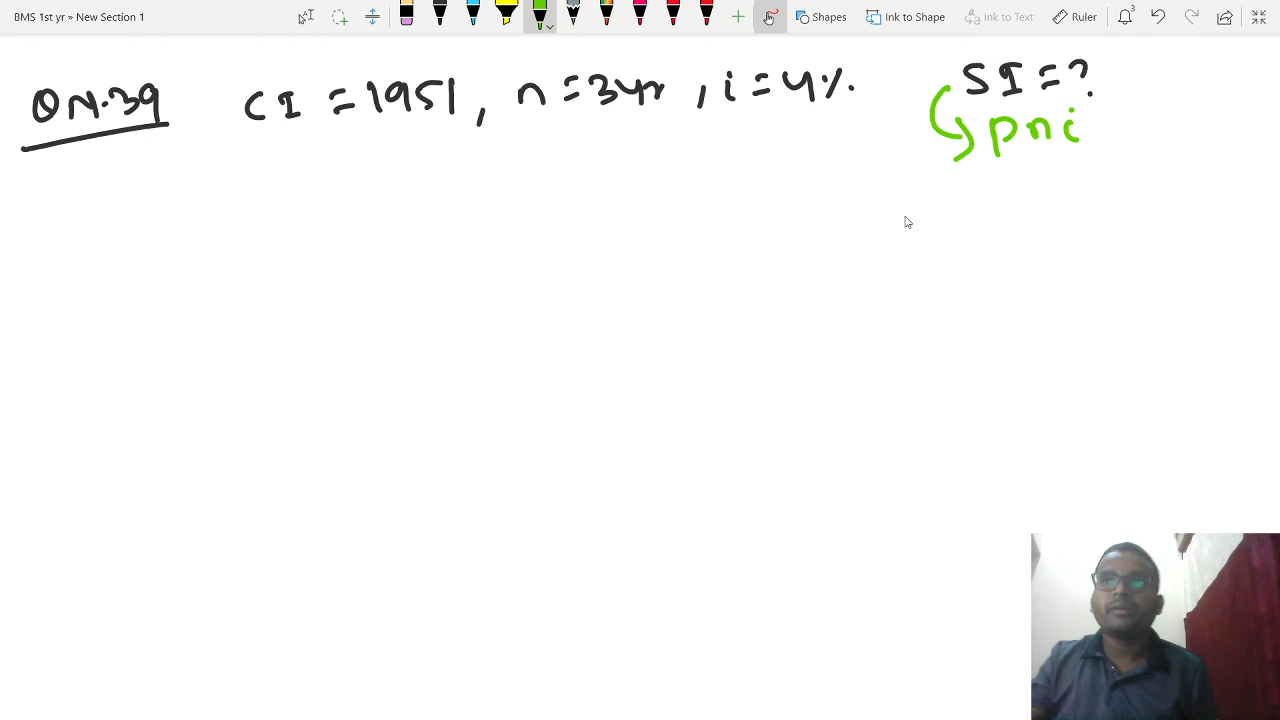 BMS 1st yr » New Section 1
Shapes
Ink to Shape
Ink to Text
Ruler
3
QN.39 CI = 1951, n = 3yr, i = 4% SI = ?
pni